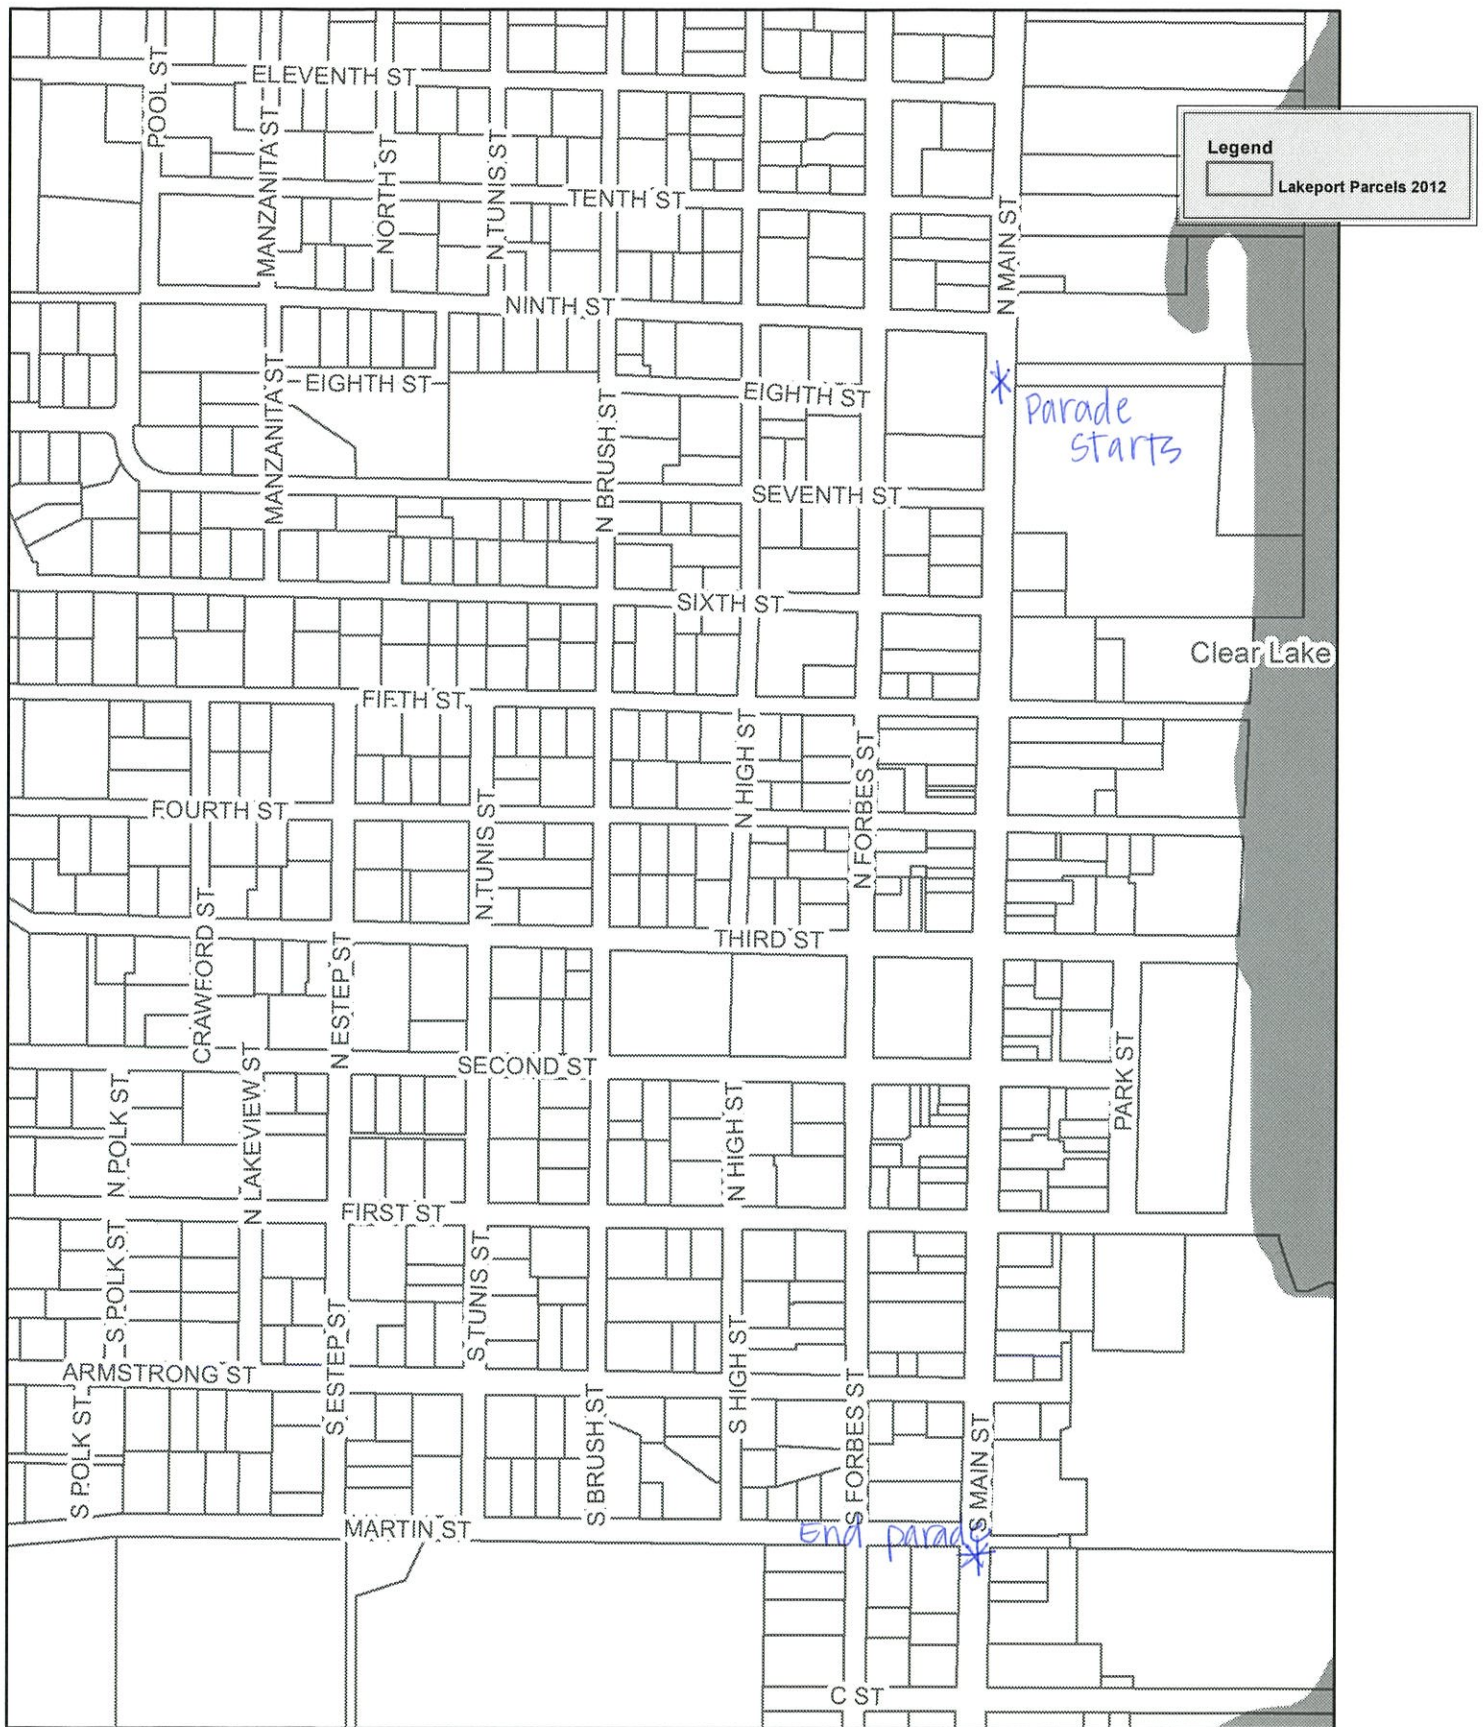 POOL ST
ELEVENTH ST
MANZANITA ST
NORTH ST
N TUNIS ST
TENTH ST
N MAIN ST
Legend
Lakeport Parcels 2012
NINTH ST
MANZANITA ST
EIGHTH ST
N BRUSH ST
EIGHTH ST
Parade
Starts
SEVENTH ST
SIXTH ST
Clear Lake
FIFTH ST
N HIGH ST
N FORBES ST
FOURTH ST
N TUNIS ST
CRAWFORD ST
N ESTEP ST
THIRD ST
SECOND ST
PARK ST
N POLK ST
N LAKEVIEW ST
N HIGH ST
FIRST ST
S POLK ST
S TUNIS ST
S ESTEP ST
S HIGH ST
ARMSTRONG ST
S POLK ST
S BRUSH ST
S FORBES ST
S MAIN ST
MARTIN ST
End parade
C ST